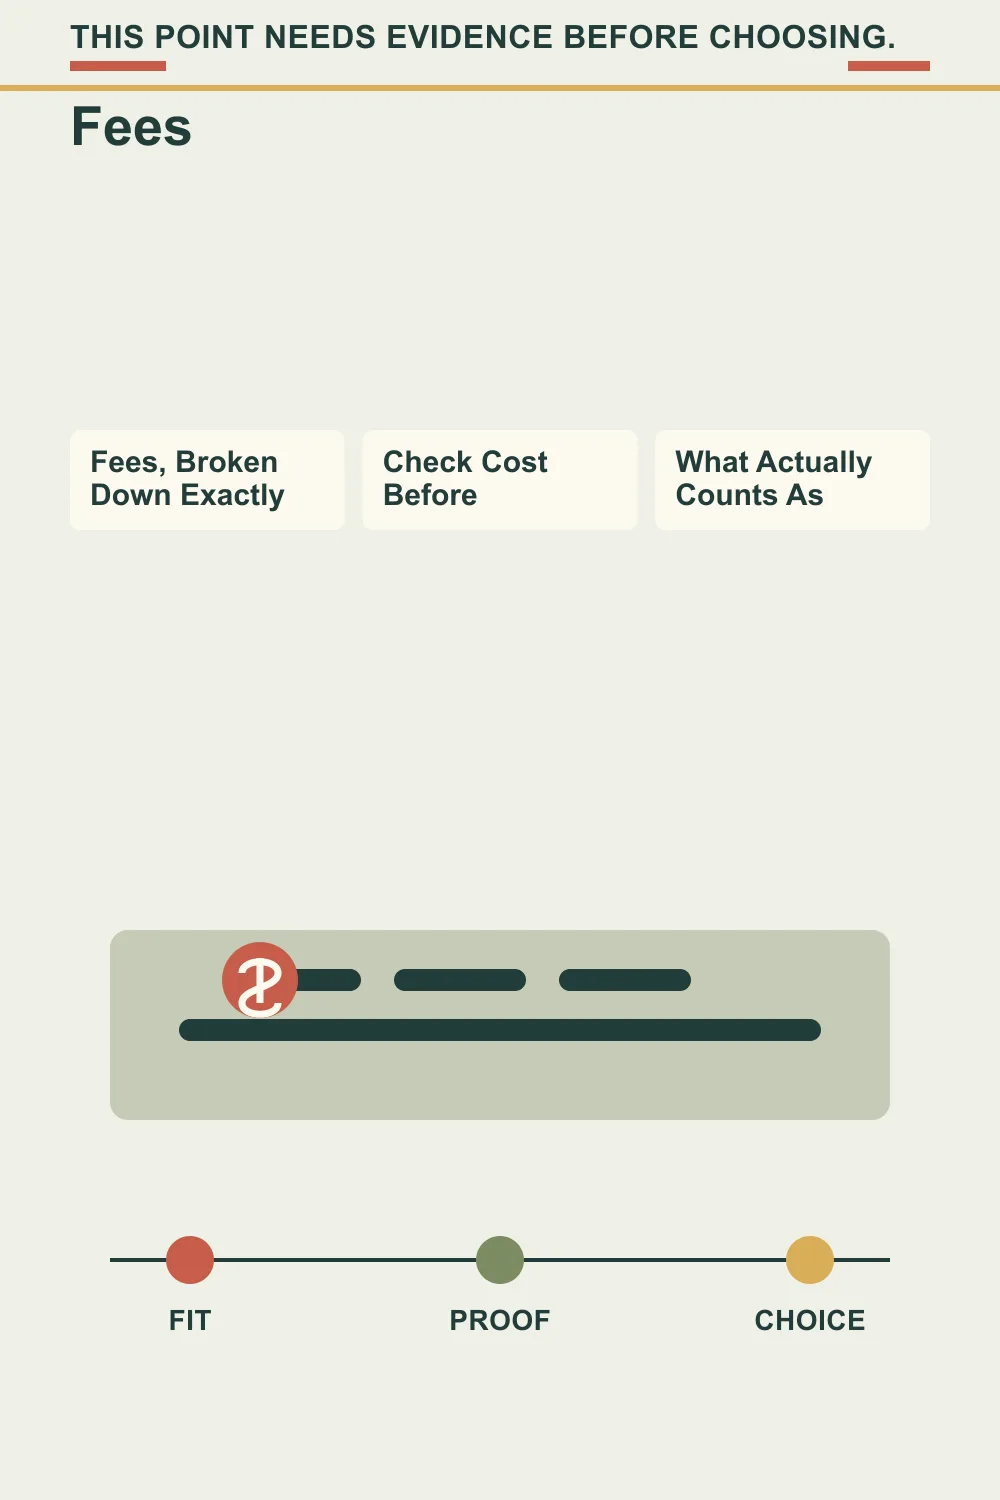 THIS POINT NEEDS EVIDENCE BEFORE CHOOSING.
Fees
Fees, Broken
Down Exactly
Check Cost
Before
What Actually
Counts As
FIT
PROOF
CHOICE